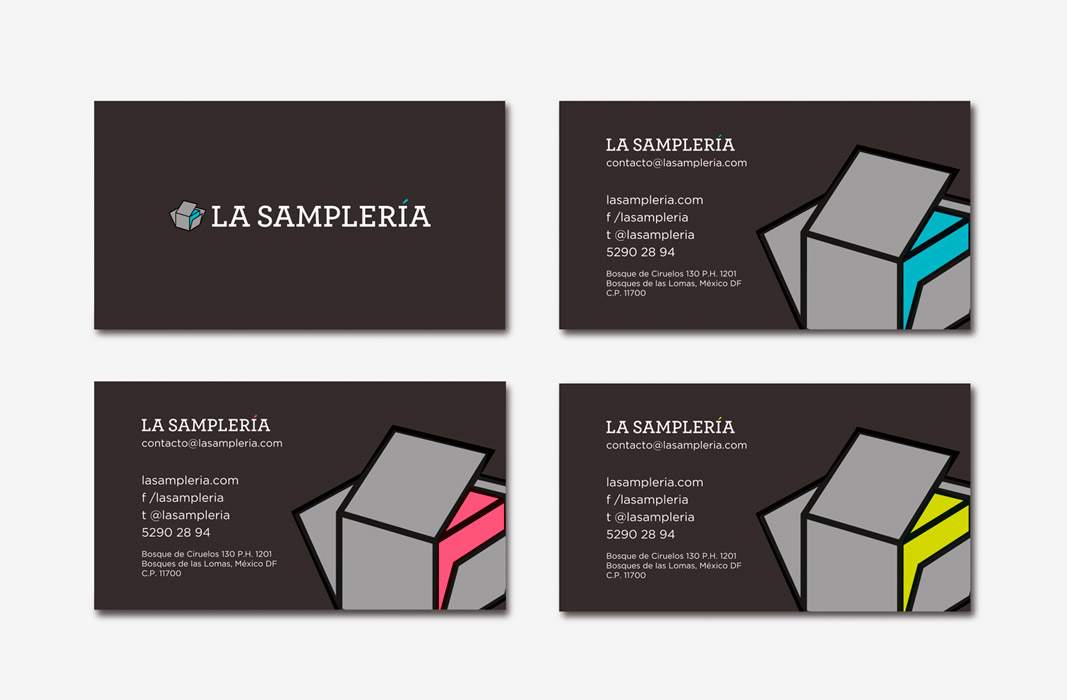 LA SAMPLERÍA
LA SAMPLERÍA
contacto@lasampleria.com
lasampleria.com
f /lasampleria
t @lasampleria
5290 28 94
Bosque de Ciruelos 130 P.H. 1201
Bosques de las Lomas, México DF
C.P. 11700
LA SAMPLERÍA
contacto@lasampleria.com
lasampleria.com
f /lasampleria
t @lasampleria
5290 28 94
Bosque de Ciruelos 130 P.H. 1201
Bosques de las Lomas, México DF
C.P. 11700
LA SAMPLERÍA
contacto@lasampleria.com
lasampleria.com
f /lasampleria
t @lasampleria
5290 28 94
Bosque de Ciruelos 130 P.H. 1201
Bosques de las Lomas, México DF
C.P. 11700